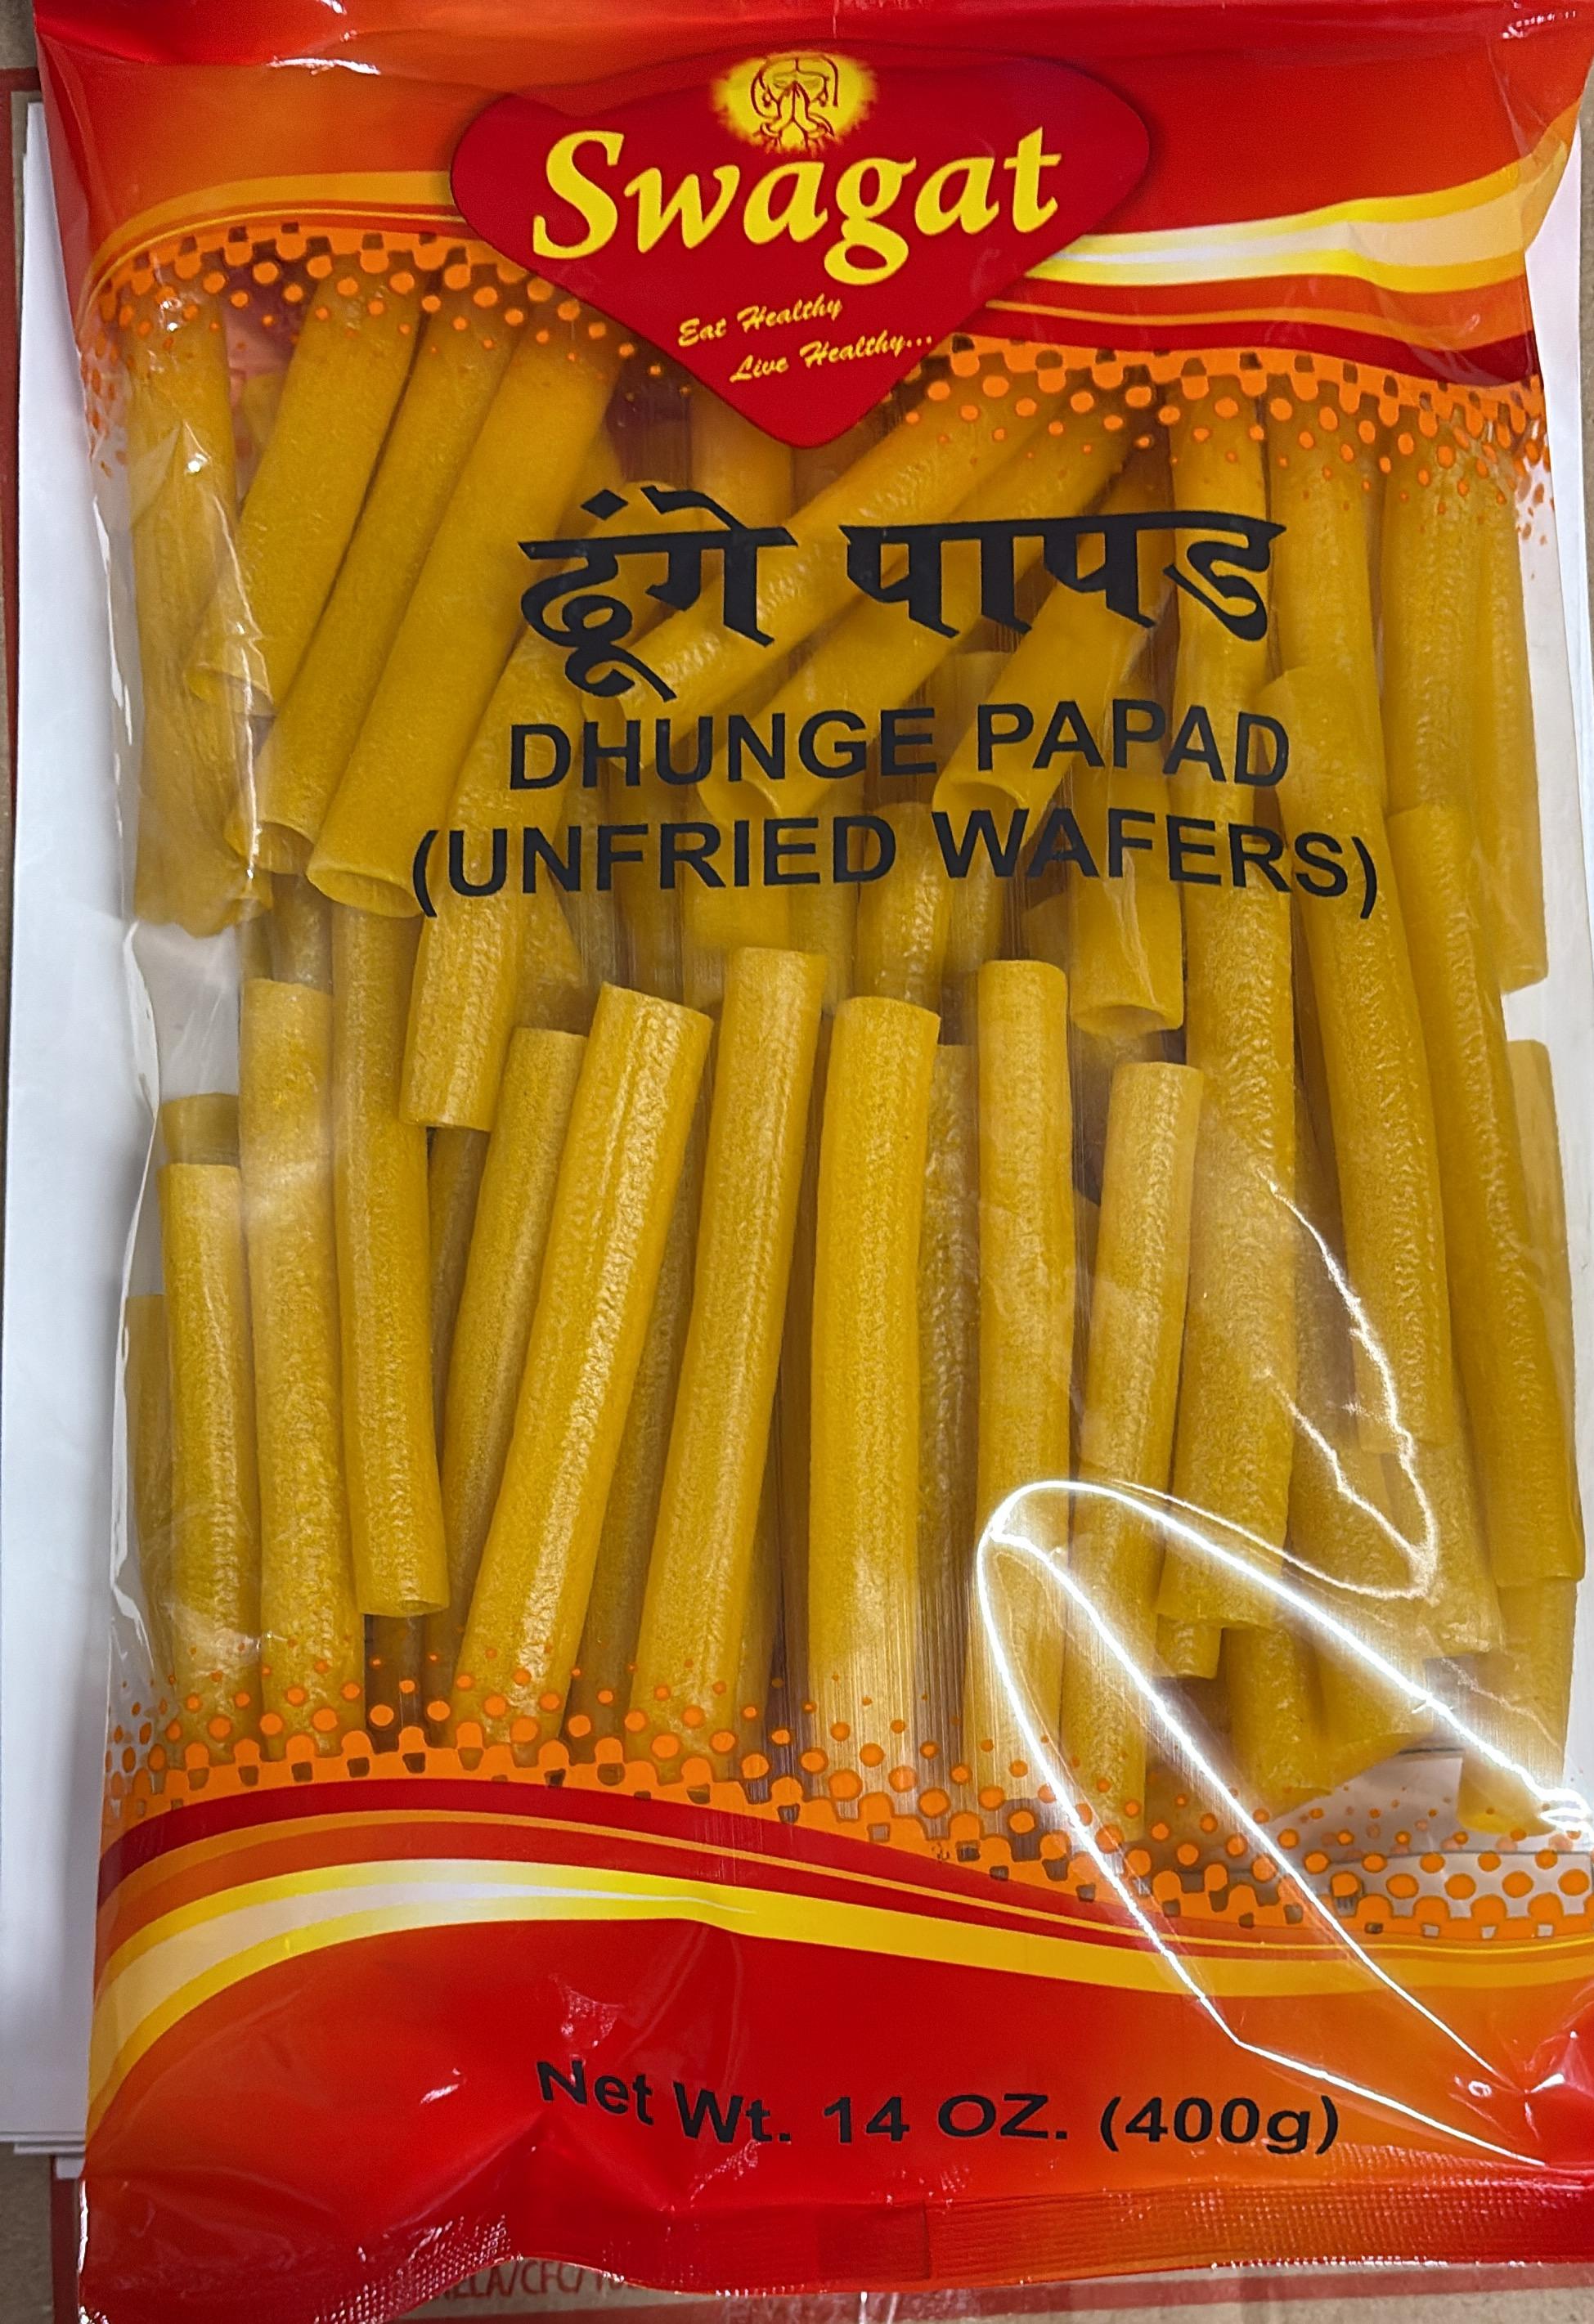 Swagat
Eat Healthy
Live Healthy...
ढूंगे पापड
DHUNGE PAPAD
(UNFRIED WAFERS)
Net Wt. 14 OZ. (400g)